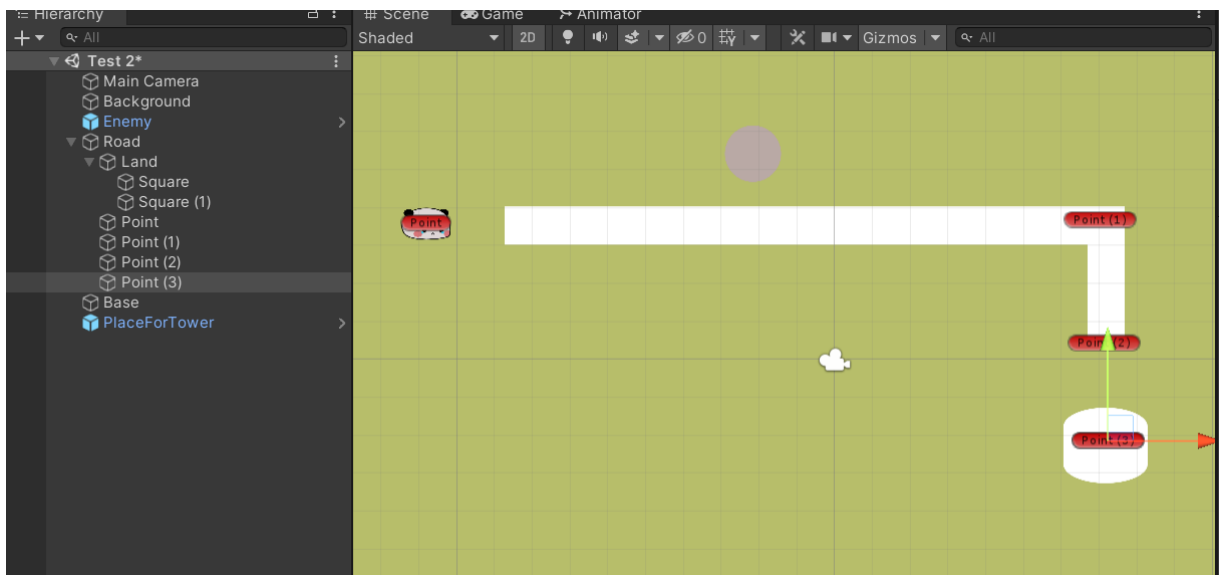 Hierarchy
# Scene Game Animator
All
Shaded 2D 0 Gizmos All
Test 2*
Main Camera
Background
Enemy
Road
Land
Square
Square (1)
Point
Point (1)
Point (2)
Point (3)
Base
PlaceForTower
Point
Point (1)
Point (2)
Point (3)